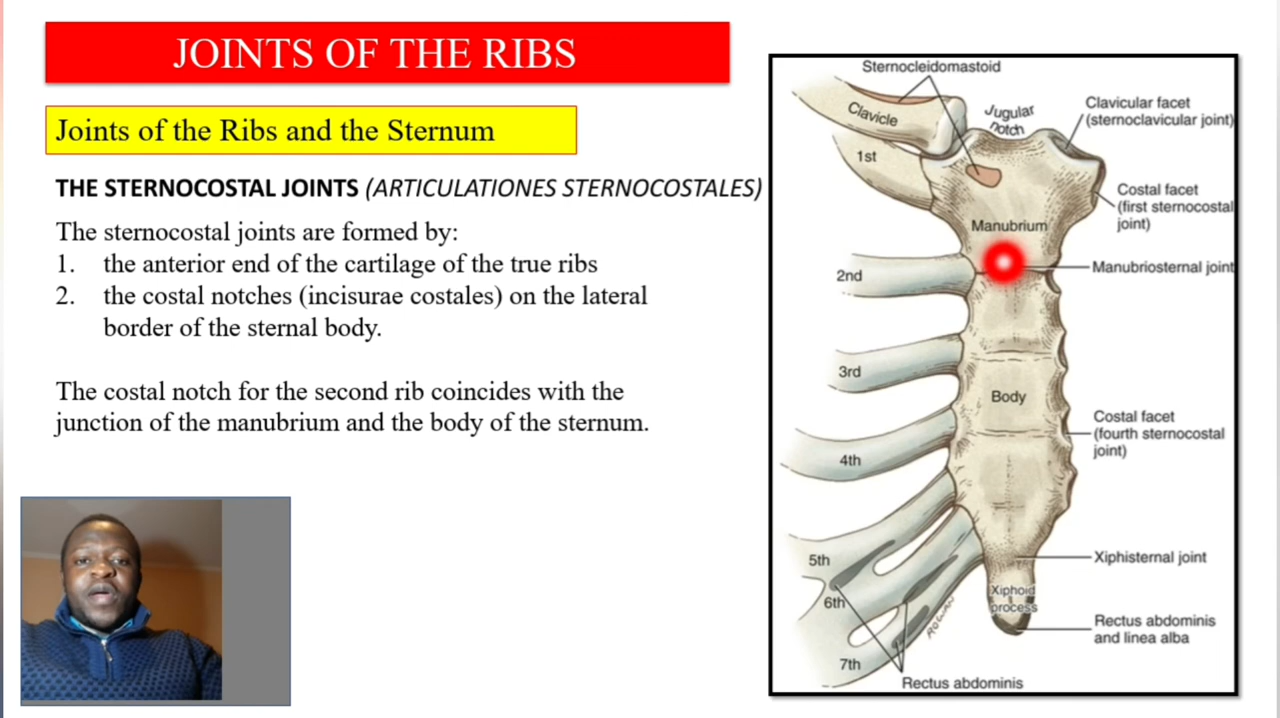 JOINTS OF THE RIBS
Joints of the Ribs and the Sternum
THE STERNOCOSTAL JOINTS (ARTICULATIONES STERNOCOSTALES)
The sternocostal joints are formed by:
1. the anterior end of the cartilage of the true ribs
2. the costal notches (incisurae costales) on the lateral
border of the sternal body.
The costal notch for the second rib coincides with the
junction of the manubrium and the body of the sternum.
Sternocleidomastoid
Clavicle
Jugular
notch
Clavicular facet
(sternoclavicular joint)
1st
Costal facet
(first sternocostal
joint)
Manubrium
2nd
Manubriosternal joint
3rd
Body
Costal facet
(fourth sternocostal
joint)
4th
5th
Xiphisternal joint
6th
Xiphoid
process
ROWAN
Rectus abdominis
and linea alba
7th
Rectus abdominis